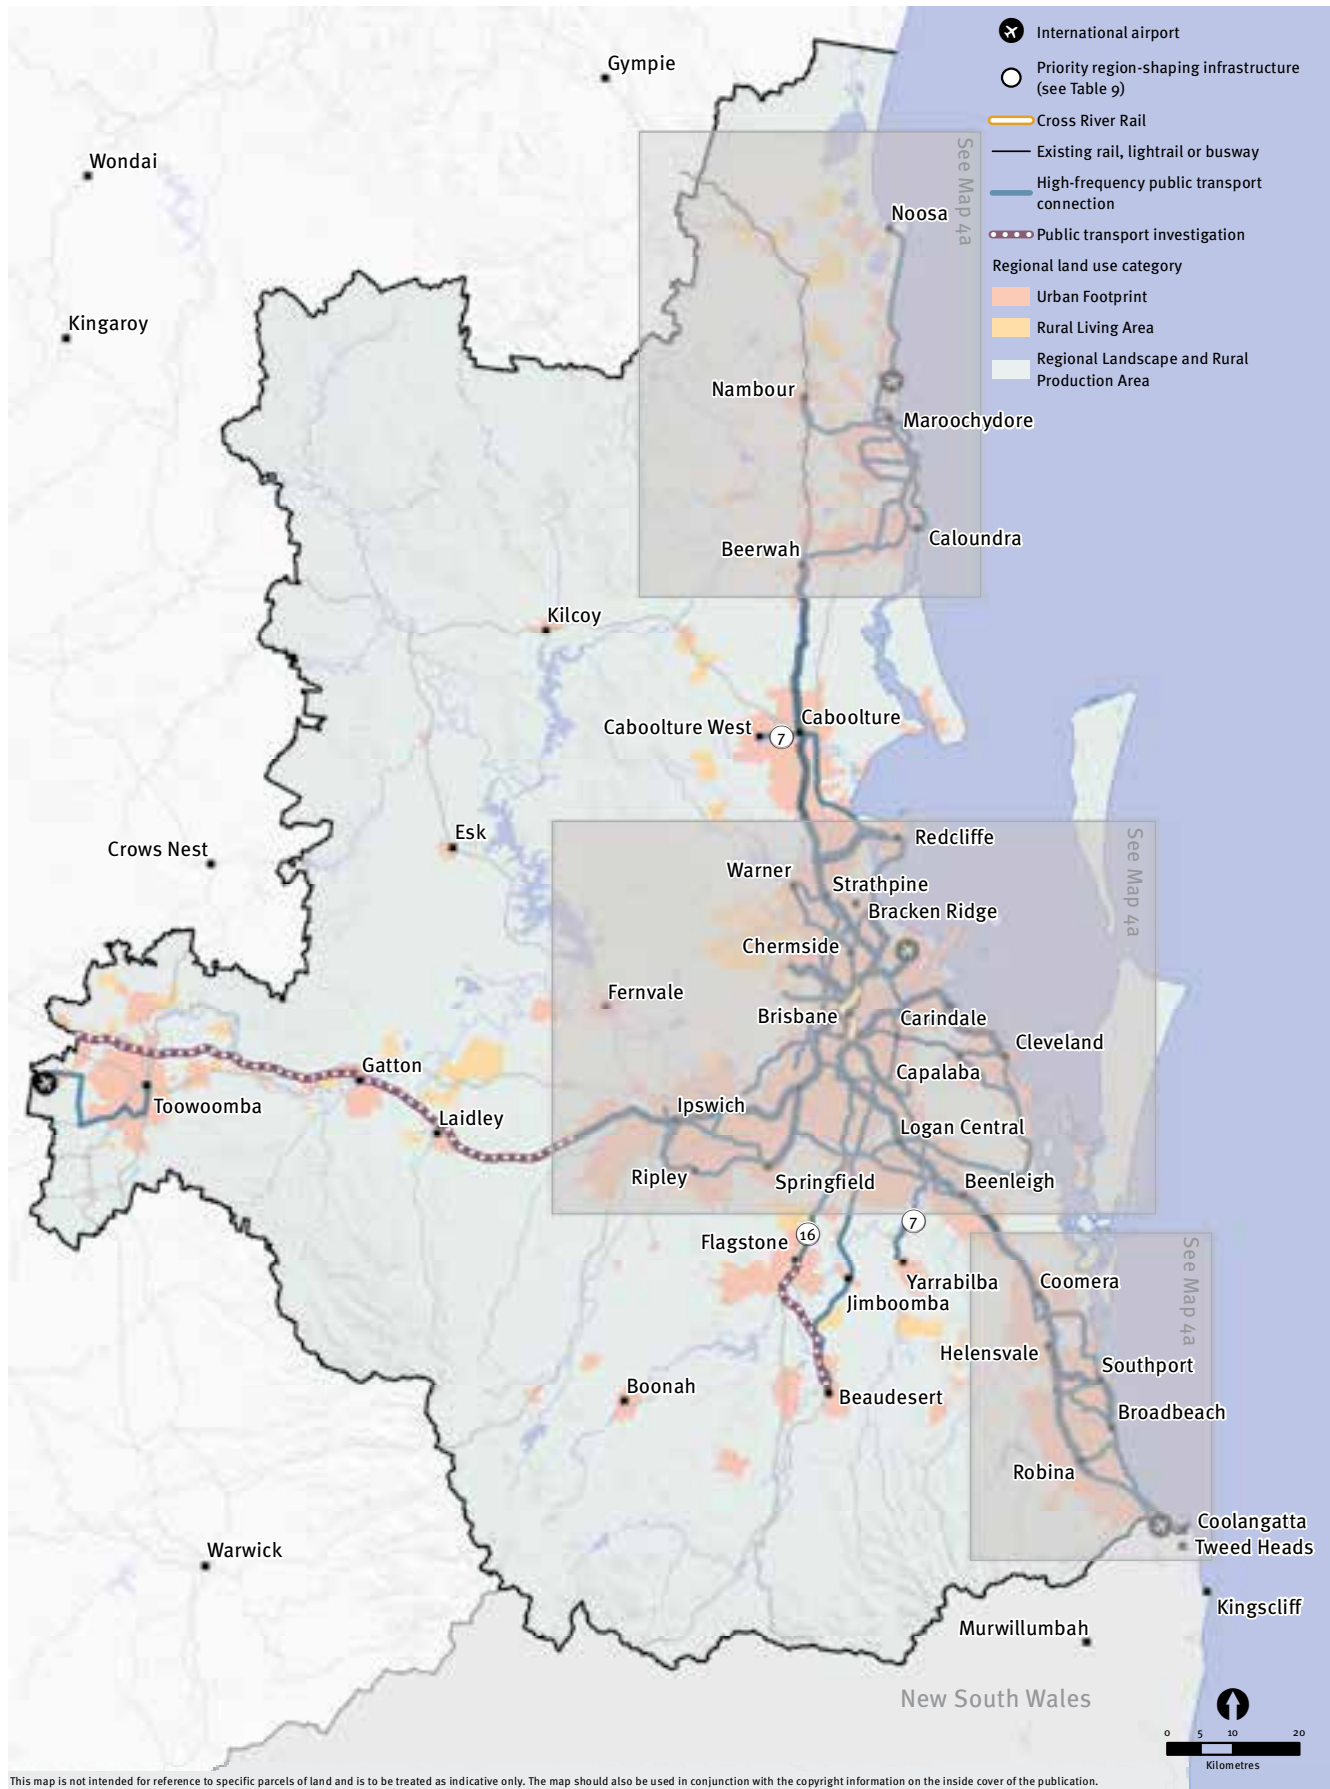 International airport
Priority region-shaping infrastructure
(see Table 9)
Cross River Rail
Existing rail, lightrail or busway
High-frequency public transport
connection
Public transport investigation
Regional land use category
Urban Footprint
Rural Living Area
Regional Landscape and Rural
Production Area
Gympie
Wondai
See Map 4a
Noosa
Kingaroy
Nambour
Maroochydore
Caloundra
Beerwah
Kilcoy
Caboolture West
7
Caboolture
Esk
Crows Nest
See Map 4a
Redcliffe
Warner
Strathpine
Bracken Ridge
Chermside
Fernvale
Brisbane
Carindale
Cleveland
Gatton
Capalaba
Toowoomba
Ipswich
Laidley
Logan Central
Ripley
Springfield
Beenleigh
7
16
Flagstone
See Map 4a
Yarrabilba
Coomera
Jimboomba
Helensvale
Southport
Boonah
Beaudesert
Broadbeach
Robina
Coolangatta
Tweed Heads
Warwick
Kingscliff
Murwillumbah
New South Wales
0 5 10 20
Kilometres
This map is not intended for reference to specific parcels of land and is to be treated as indicative only. The map should also be used in conjunction with the copyright information on the inside cover of the publication.